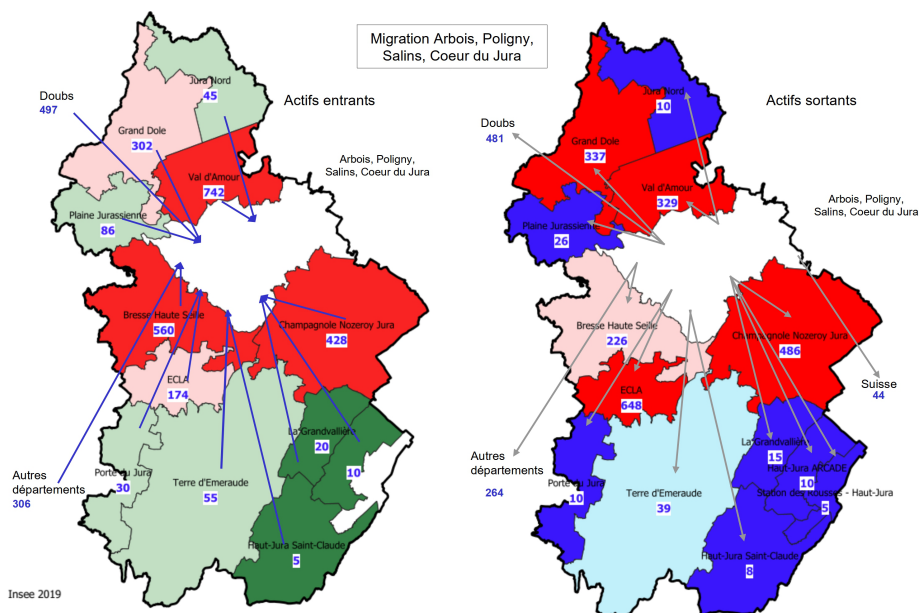 Migration Arbois, Poligny,
Salins, Coeur du Jura
Actifs entrants
Doubs
497
Jura Nord
45
Grand Dole
302
Val d'Amour
742
Arbois, Poligny,
Salins, Coeur du Jura
Plaine Jurassienne
86
Bresse Haute Seille
560
Champagnole Nozeroy Jura
428
ECLA
174
La Grandvallière
20
10
Autres
départements
306
Porte du Jura
30
Terre d'Emeraude
55
Haut-Jura Saint-Claude
5
Insee 2019
Actifs sortants
Doubs
481
Jura Nord
10
Grand Dole
337
Val d'Amour
329
Arbois, Poligny,
Salins, Coeur du Jura
Plaine Jurassienne
26
Bresse Haute Seille
226
Champagnole Nozeroy Jura
486
Suisse
44
ECLA
648
La Grandvallière
15
Haut-Jura ARCADE
10
Station des Rousses - Haut-Jura
5
Autres
départements
264
Porte du Jura
10
Terre d'Emeraude
39
Haut-Jura Saint-Claude
8